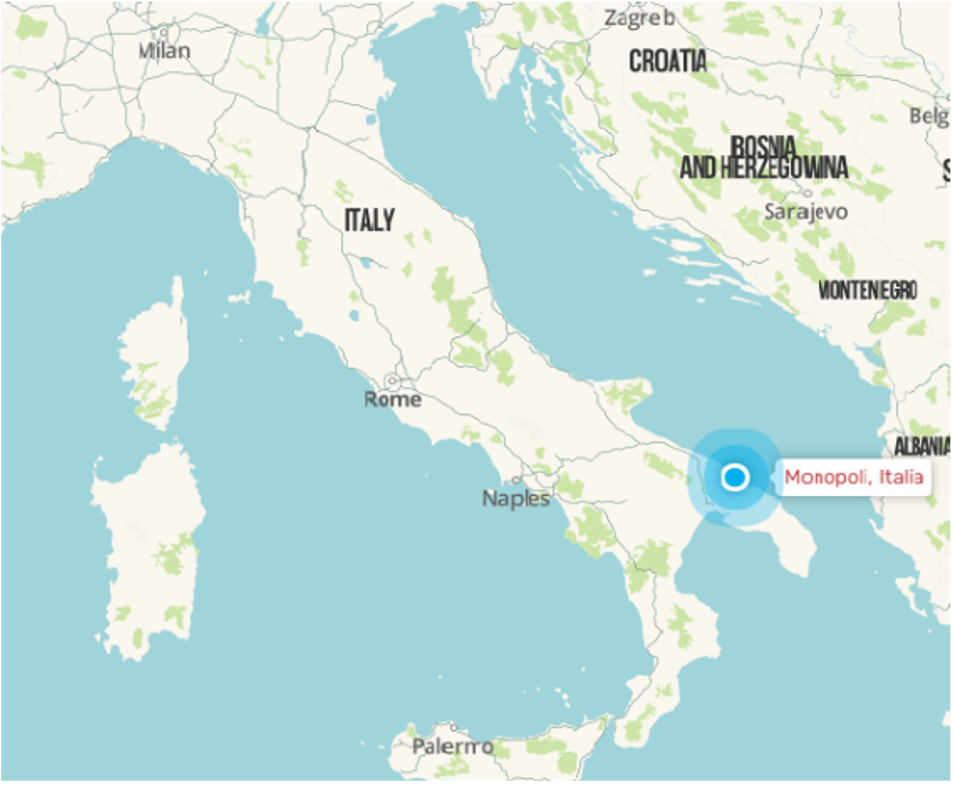 Zagreb
Milan
CROATIA
Belg
BOSNIA
AND HERZEGOWINA
S
Sarajevo
ITALY
MONTENEGRO
Rome
ALBANIA
Monopoli, Italia
Naples
Palermo